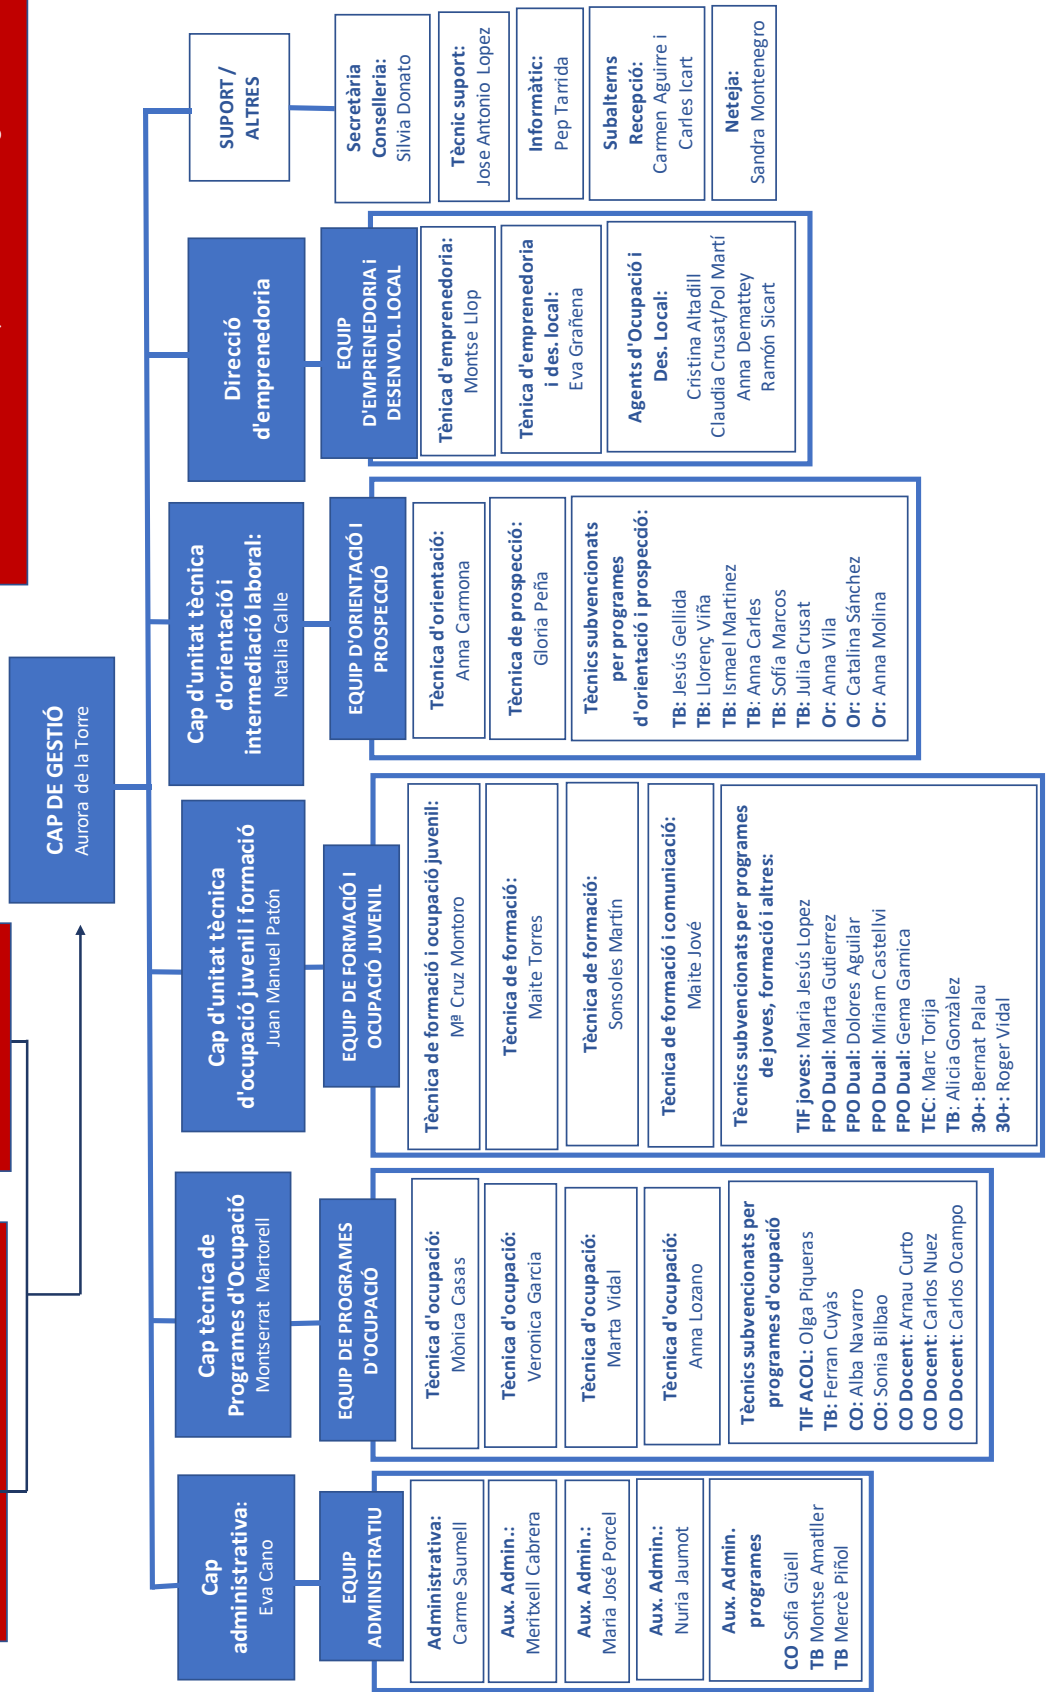 CAP DE GESTIÓ
Aurora de la Torre
Cap
administrativa:
Eva Cano
EQUIP
ADMINISTRATIU
Administrativa:
Carme Saumell
Aux. Admin.:
Meritxell Cabrera
Aux. Admin.:
Maria José Porcel
Aux. Admin.:
Nuria Jaumot
Aux. Admin.
programes
CO Sofia Güell
TB Montse Amatller
TB Mercè Piñol
Cap tècnica de
Programes d'Ocupació
Montserrat Martorell
EQUIP DE PROGRAMES
D'OCUPACIÓ
Tècnica d'ocupació:
Mònica Casas
Tècnica d'ocupació:
Veronica Garcia
Tècnica d'ocupació:
Marta Vidal
Tècnica d'ocupació:
Anna Lozano
Tècnics subvencionats per
programes d'ocupació
TIF ACOL: Olga Piqueras
TB: Ferran Cuyàs
CO: Alba Navarro
CO: Sonia Bilbao
CO Docent: Arnau Curto
CO Docent: Carlos Nuez
CO Docent: Carlos Ocampo
Cap d'unitat tècnica
d'ocupació juvenil i formació
Juan Manuel Patón
EQUIP DE FORMACIÓ I
OCUPACIÓ JUVENIL
Tècnica de formació i ocupació juvenil:
Mª Cruz Montoro
Tècnica de formació:
Maite Torres
Tècnica de formació:
Sonsoles Martín
Tècnica de formació i comunicació:
Maite Jové
Tècnics subvencionats per programes
de joves, formació i altres:
TIF joves: Maria Jesús Lopez
FPO Dual: Marta Gutierrez
FPO Dual: Dolores Aguilar
FPO Dual: Miriam Castellvi
FPO Dual: Gema Garnica
TEC: Marc Torija
TB: Alicia Gonzàlez
30+: Bernat Palau
30+: Roger Vidal
Cap d'unitat tècnica
d'orientació i
intermediació laboral:
Natalia Calle
EQUIP D'ORIENTACIÓ I
PROSPECCIÓ
Tècnica d'orientació:
Anna Carmona
Tècnica de prospecció:
Gloria Peña
Tècnics subvencionats
per programes
d'orientació i prospecció:
TB: Jesús Gellida
TB: Llorenç Viña
TB: Ismael Martinez
TB: Anna Carles
TB: Sofía Marcos
TB: Julia Crusat
Or: Anna Vila
Or: Catalina Sánchez
Or: Anna Molina
Direcció
d'emprenedoria
EQUIP
D'EMPRENEDORIA i
DESENVOL. LOCAL
Tènica d'emprenedoria:
Montse Llop
Tènica d'emprenedoria
i des. local:
Eva Grañena
Agents d'Ocupació i
Des. Local:
Cristina Altadill
Claudia Crusat/Pol Martí
Anna Demattey
Ramón Sicart
SUPORT /
ALTRES
Secretària
Conselleria:
Silvia Donato
Tècnic suport:
Jose Antonio Lopez
Informàtic:
Pep Tarrida
Subalterns
Recepció:
Carmen Aguirre i
Carles Icart
Neteja:
Sandra Montenegro